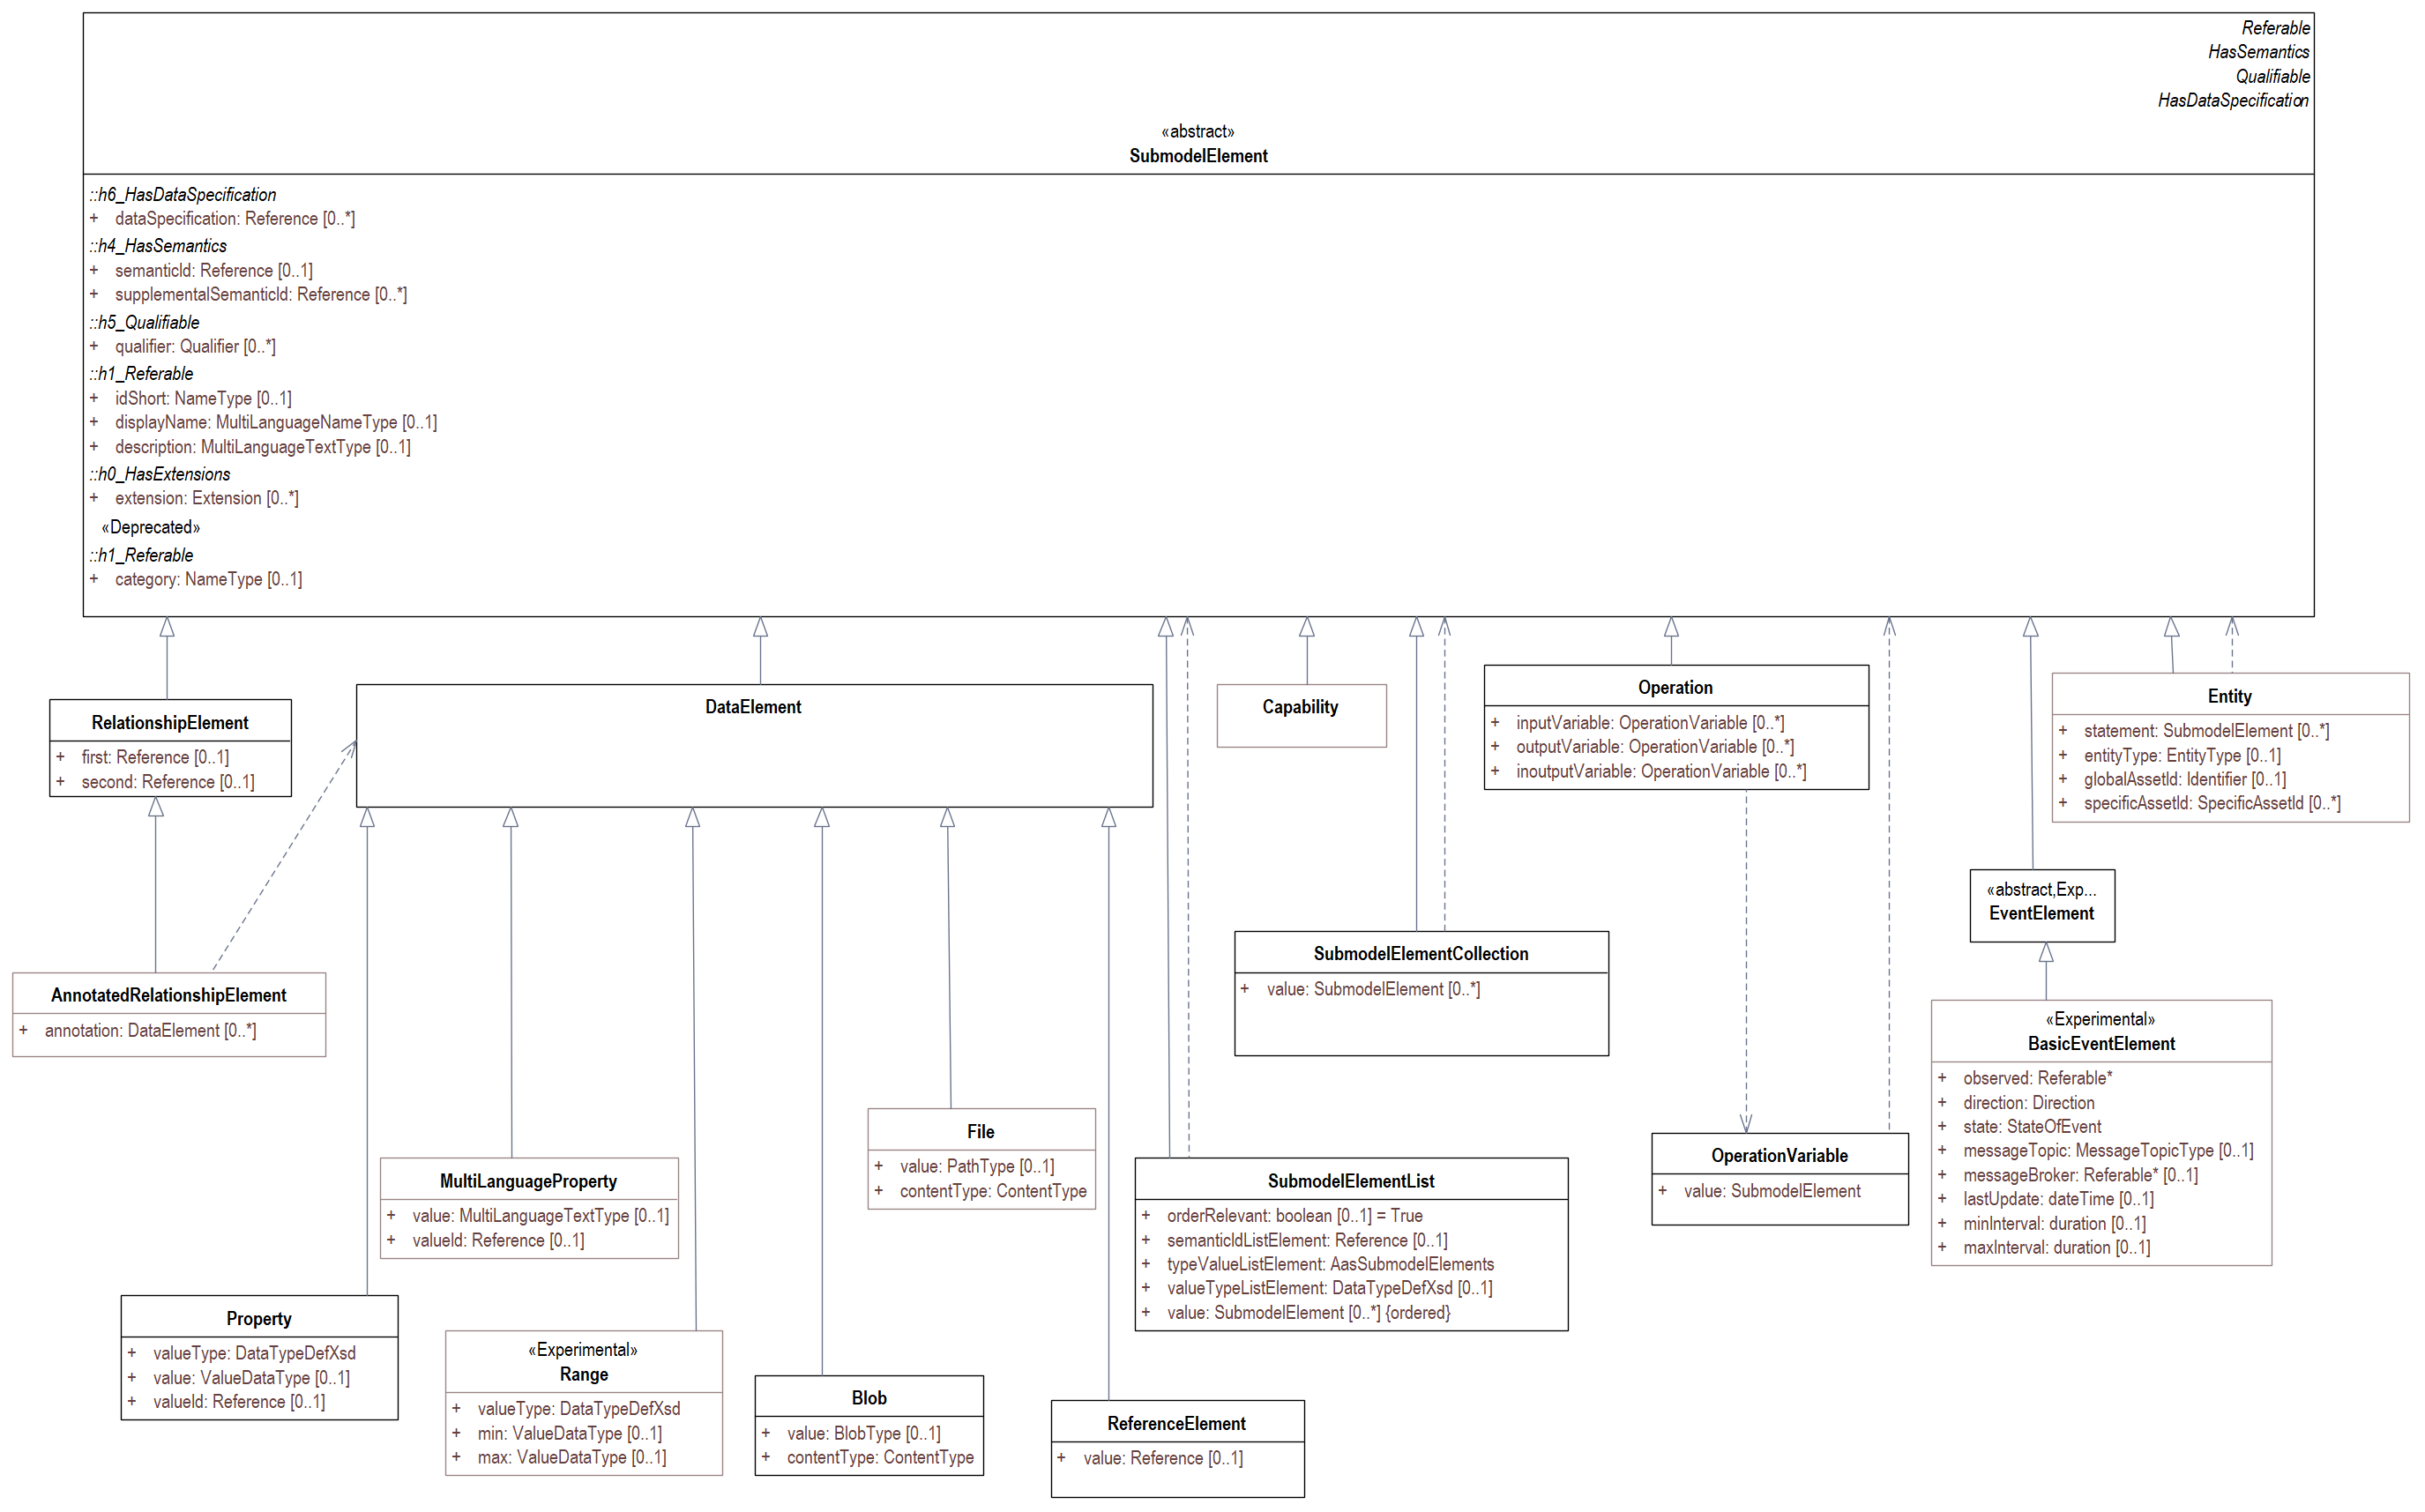 Referable
HasSemantics
Qualifiable
HasDataSpecification
«abstract»
SubmodelElement
::h6_HasDataSpecification
+ dataSpecification: Reference [0..*]
::h4_HasSemantics
+ semanticId: Reference [0..1]
+ supplementalSemanticId: Reference [0..*]
::h5_Qualifiable
+ qualifier: Qualifier [0..*]
::h1_Referable
+ idShort: NameType [0..1]
+ displayName: MultiLanguageNameType [0..1]
+ description: MultiLanguageTextType [0..1]
::h0_HasExtensions
+ extension: Extension [0..*]
«Deprecated»
::h1_Referable
+ category: NameType [0..1]
RelationshipElement
+ first: Reference [0..1]
+ second: Reference [0..1]
DataElement
Capability
Operation
+ inputVariable: OperationVariable [0..*]
+ outputVariable: OperationVariable [0..*]
+ inoutputVariable: OperationVariable [0..*]
Entity
+ statement: SubmodelElement [0..*]
+ entityType: EntityType [0..1]
+ globalAssetId: Identifier [0..1]
+ specificAssetId: SpecificAssetId [0..*]
«abstract,Exp...
EventElement
AnnotatedRelationshipElement
+ annotation: DataElement [0..*]
SubmodelElementCollection
+ value: SubmodelElement [0..*]
«Experimental»
BasicEventElement
+ observed: Referable*
+ direction: Direction
+ state: StateOfEvent
+ messageTopic: MessageTopicType [0..1]
+ messageBroker: Referable* [0..1]
+ lastUpdate: dateTime [0..1]
+ minInterval: duration [0..1]
+ maxInterval: duration [0..1]
File
+ value: PathType [0..1]
+ contentType: ContentType
MultiLanguageProperty
+ value: MultiLanguageTextType [0..1]
+ valueId: Reference [0..1]
SubmodelElementList
+ orderRelevant: boolean [0..1] = True
+ semanticIdListElement: Reference [0..1]
+ typeValueListElement: AasSubmodelElements
+ valueTypeListElement: DataTypeDefXsd [0..1]
+ value: SubmodelElement [0..*] {ordered}
OperationVariable
+ value: SubmodelElement
Property
+ valueType: DataTypeDefXsd
+ value: ValueDataType [0..1]
+ valueId: Reference [0..1]
«Experimental»
Range
+ valueType: DataTypeDefXsd
+ min: ValueDataType [0..1]
+ max: ValueDataType [0..1]
Blob
+ value: BlobType [0..1]
+ contentType: ContentType
ReferenceElement
+ value: Reference [0..1]